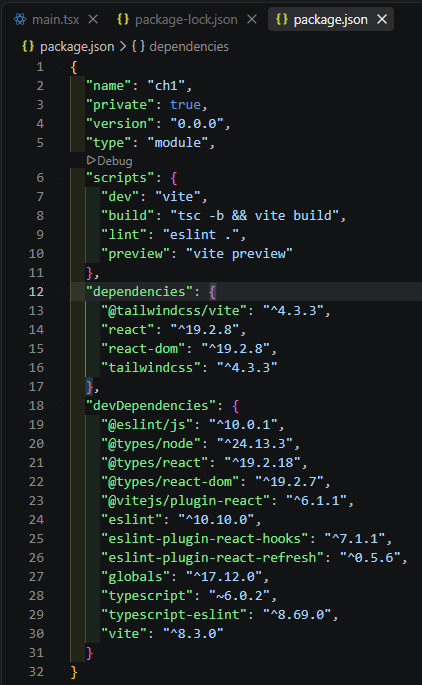 main.tsx package-lock.json package.json
package.json > dependencies
1 {
2 "name": "ch1",
3 "private": true,
4 "version": "0.0.0",
5 "type": "module",
Debug
6 "scripts": {
7 "dev": "vite",
8 "build": "tsc -b && vite build",
9 "lint": "eslint .",
10 "preview": "vite preview"
11 },
12 "dependencies": {
13 "@tailwindcss/vite": "^4.3.3",
14 "react": "^19.2.8",
15 "react-dom": "^19.2.8",
16 "tailwindcss": "^4.3.3"
17 },
18 "devDependencies": {
19 "@eslint/js": "^10.0.1",
20 "@types/node": "^24.13.3",
21 "@types/react": "^19.2.18",
22 "@types/react-dom": "^19.2.7",
23 "@vitejs/plugin-react": "^6.1.1",
24 "eslint": "^10.10.0",
25 "eslint-plugin-react-hooks": "^7.1.1",
26 "eslint-plugin-react-refresh": "^0.5.6",
27 "globals": "^17.12.0",
28 "typescript": "~6.0.2",
29 "typescript-eslint": "^8.69.0",
30 "vite": "^8.3.0"
31 }
32 }